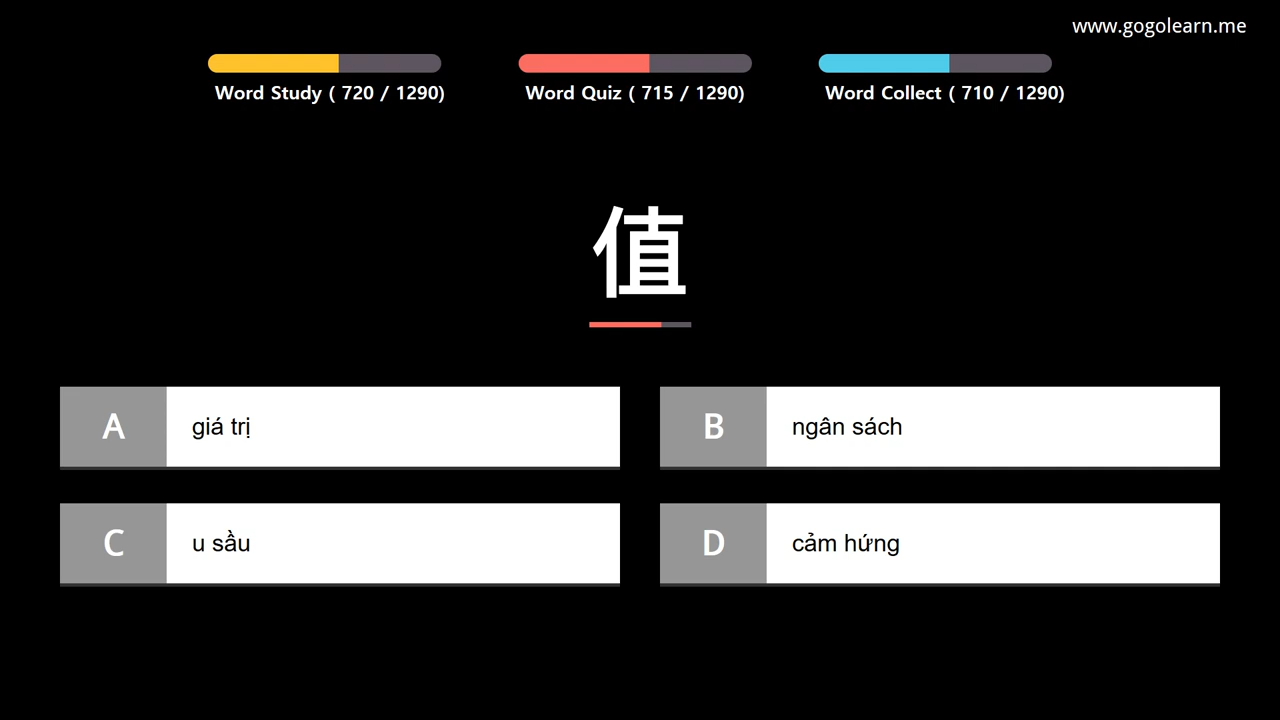 www.gogolearn.me
Word Study ( 720 / 1290)
Word Quiz ( 715 / 1290)
Word Collect ( 710 / 1290)
值
A giá trị
B ngân sách
C u sầu
D cảm hứng